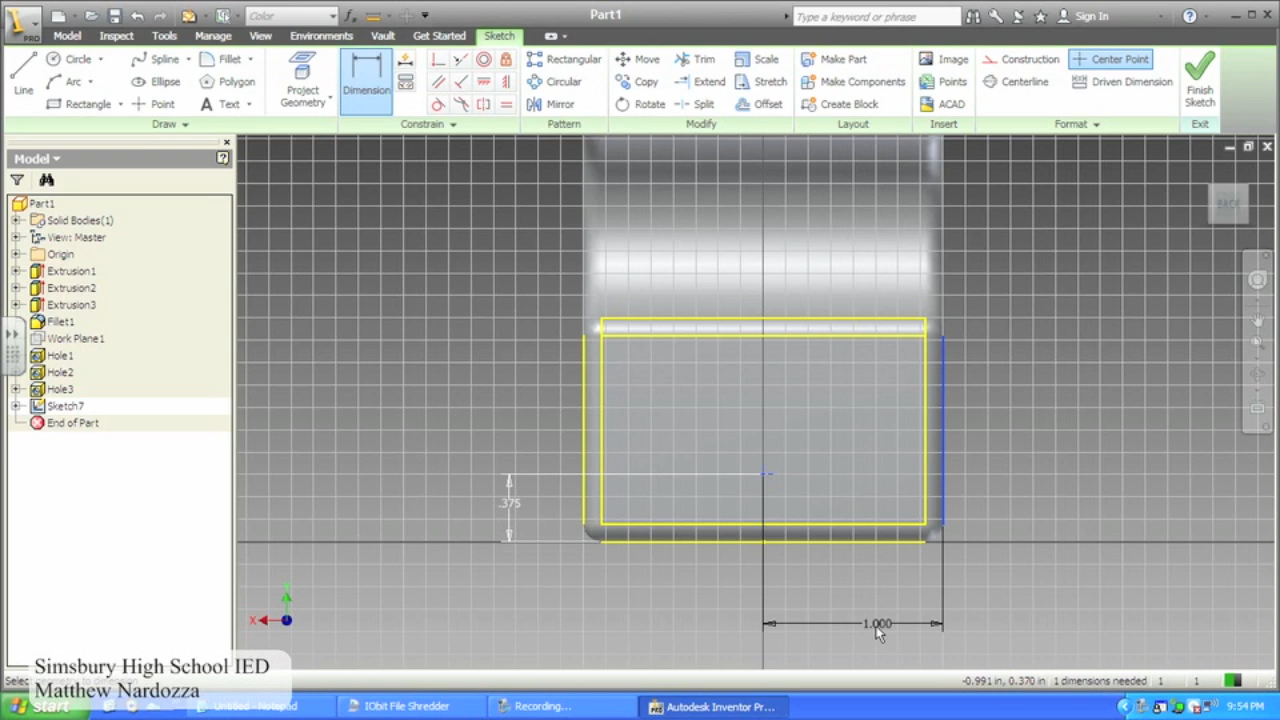 Color
Part1
Type a keyword or phrase
Sign In
PRO
Model Inspect Tools Manage View Environments Vault Get Started Sketch
Line
Circle
Arc
Rectangle
Spline
Ellipse
Point
Fillet
Polygon
Text
Project Geometry
Dimension
Rectangular
Circular
Mirror
Move
Copy
Rotate
Trim
Extend
Split
Scale
Stretch
Offset
Make Part
Make Components
Create Block
Image
Points
ACAD
Construction
Centerline
Center Point
Driven Dimension
Finish Sketch
Draw Constrain Pattern Modify Layout Insert Format Exit
Model
Part1
Solid Bodies(1)
View: Master
Origin
Extrusion1
Extrusion2
Extrusion3
Fillet1
Work Plane1
Hole1
Hole2
Hole3
Sketch7
End of Part
BACK
.375
1.000
X
Y
Simsbury High School IED
Matthew Nardozza
-0.991 in, 0.370 in 1 dimensions needed 1 1
start
Untitled - Notepad
IObit File Shredder
Recording...
Autodesk Inventor Pr...
9:54 PM